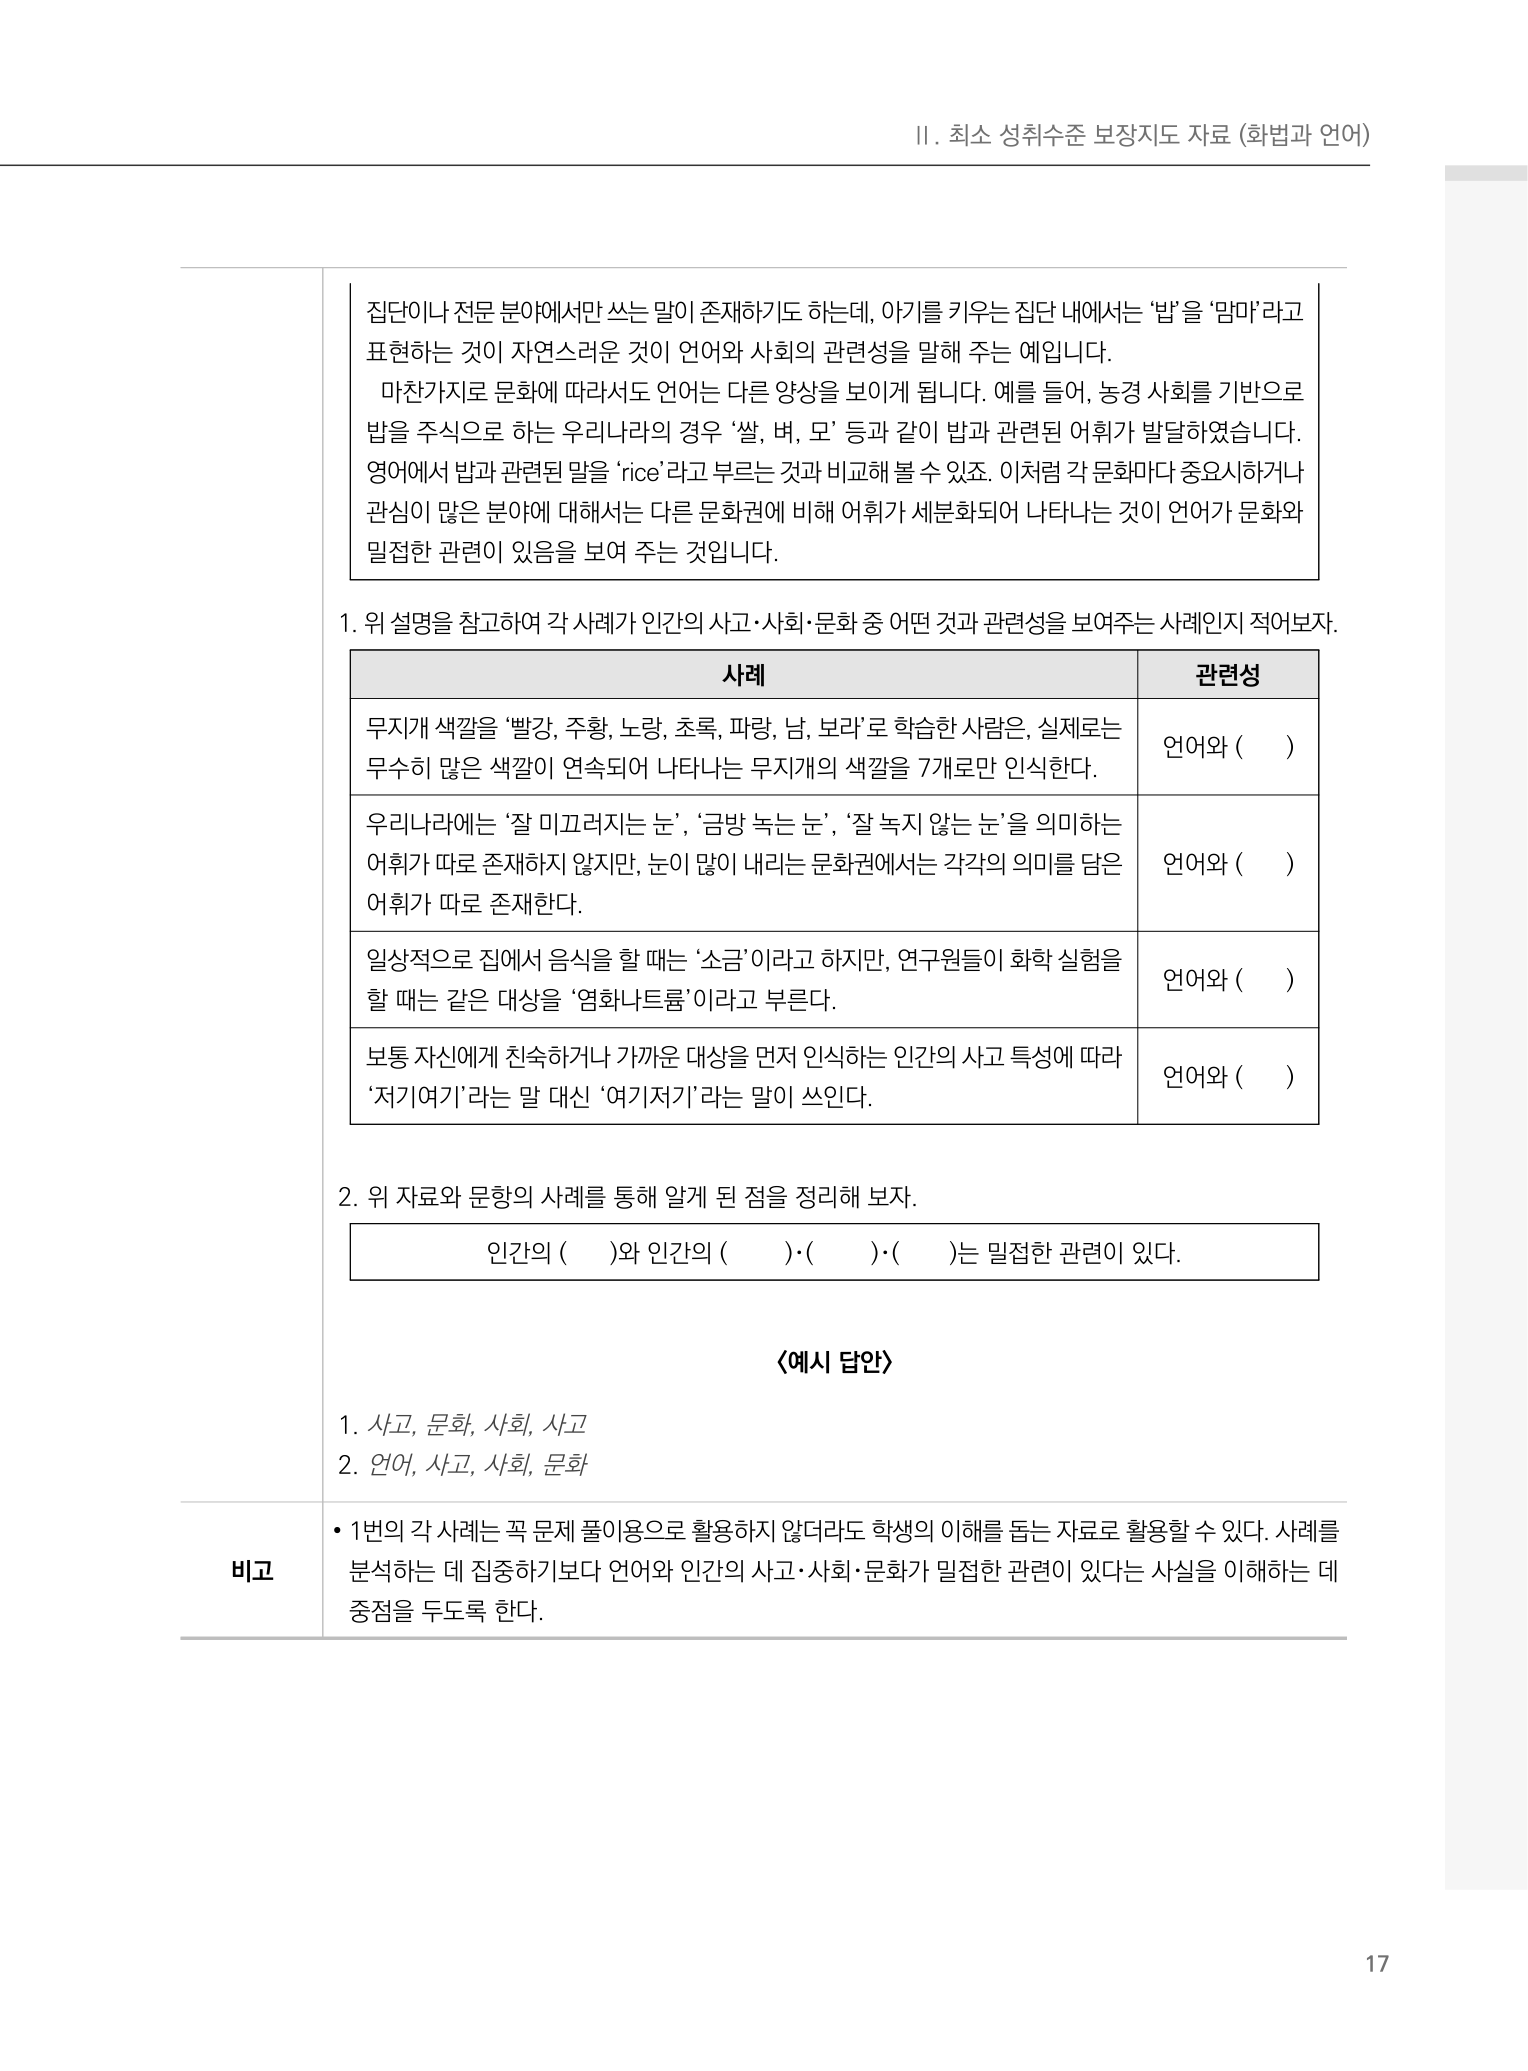 Ⅱ. 최소 성취수준 보장지도 자료 (화법과 언어)
집단이나 전문 분야에서만 쓰는 말이 존재하기도 하는데, 아기를 키우는 집단 내에서는 ‘밥’을 ‘맘마’라고
표현하는 것이 자연스러운 것이 언어와 사회의 관련성을 말해 주는 예입니다.
마찬가지로 문화에 따라서도 언어는 다른 양상을 보이게 됩니다. 예를 들어, 농경 사회를 기반으로
밥을 주식으로 하는 우리나라의 경우 ‘쌀, 벼, 모’ 등과 같이 밥과 관련된 어휘가 발달하였습니다.
영어에서 밥과 관련된 말을 ‘rice’라고 부르는 것과 비교해 볼 수 있죠. 이처럼 각 문화마다 중요시하거나
관심이 많은 분야에 대해서는 다른 문화권에 비해 어휘가 세분화되어 나타나는 것이 언어가 문화와
밀접한 관련이 있음을 보여 주는 것입니다.
1. 위 설명을 참고하여 각 사례가 인간의 사고·사회·문화 중 어떤 것과 관련성을 보여주는 사례인지 적어보자.
사례 관련성
무지개 색깔을 ‘빨강, 주황, 노랑, 초록, 파랑, 남, 보라’로 학습한 사람은, 실제로는
무수히 많은 색깔이 연속되어 나타나는 무지개의 색깔을 7개로만 인식한다.
언어와 ( )
우리나라에는 ‘잘 미끄러지는 눈’, ‘금방 녹는 눈’, ‘잘 녹지 않는 눈’을 의미하는
어휘가 따로 존재하지 않지만, 눈이 많이 내리는 문화권에서는 각각의 의미를 담은
어휘가 따로 존재한다.
언어와 ( )
일상적으로 집에서 음식을 할 때는 ‘소금’이라고 하지만, 연구원들이 화학 실험을
할 때는 같은 대상을 ‘염화나트륨’이라고 부른다.
언어와 ( )
보통 자신에게 친숙하거나 가까운 대상을 먼저 인식하는 인간의 사고 특성에 따라
‘저기여기’라는 말 대신 ‘여기저기’라는 말이 쓰인다.
언어와 ( )
2. 위 자료와 문항의 사례를 통해 알게 된 점을 정리해 보자.
인간의 ( )와 인간의 ( )·( )·( )는 밀접한 관련이 있다.
〈예시 답안〉
1. 사고, 문화, 사회, 사고
2. 언어, 사고, 사회, 문화
비고
• 1번의 각 사례는 꼭 문제 풀이용으로 활용하지 않더라도 학생의 이해를 돕는 자료로 활용할 수 있다. 사례를
분석하는 데 집중하기보다 언어와 인간의 사고·사회·문화가 밀접한 관련이 있다는 사실을 이해하는 데
중점을 두도록 한다.
17